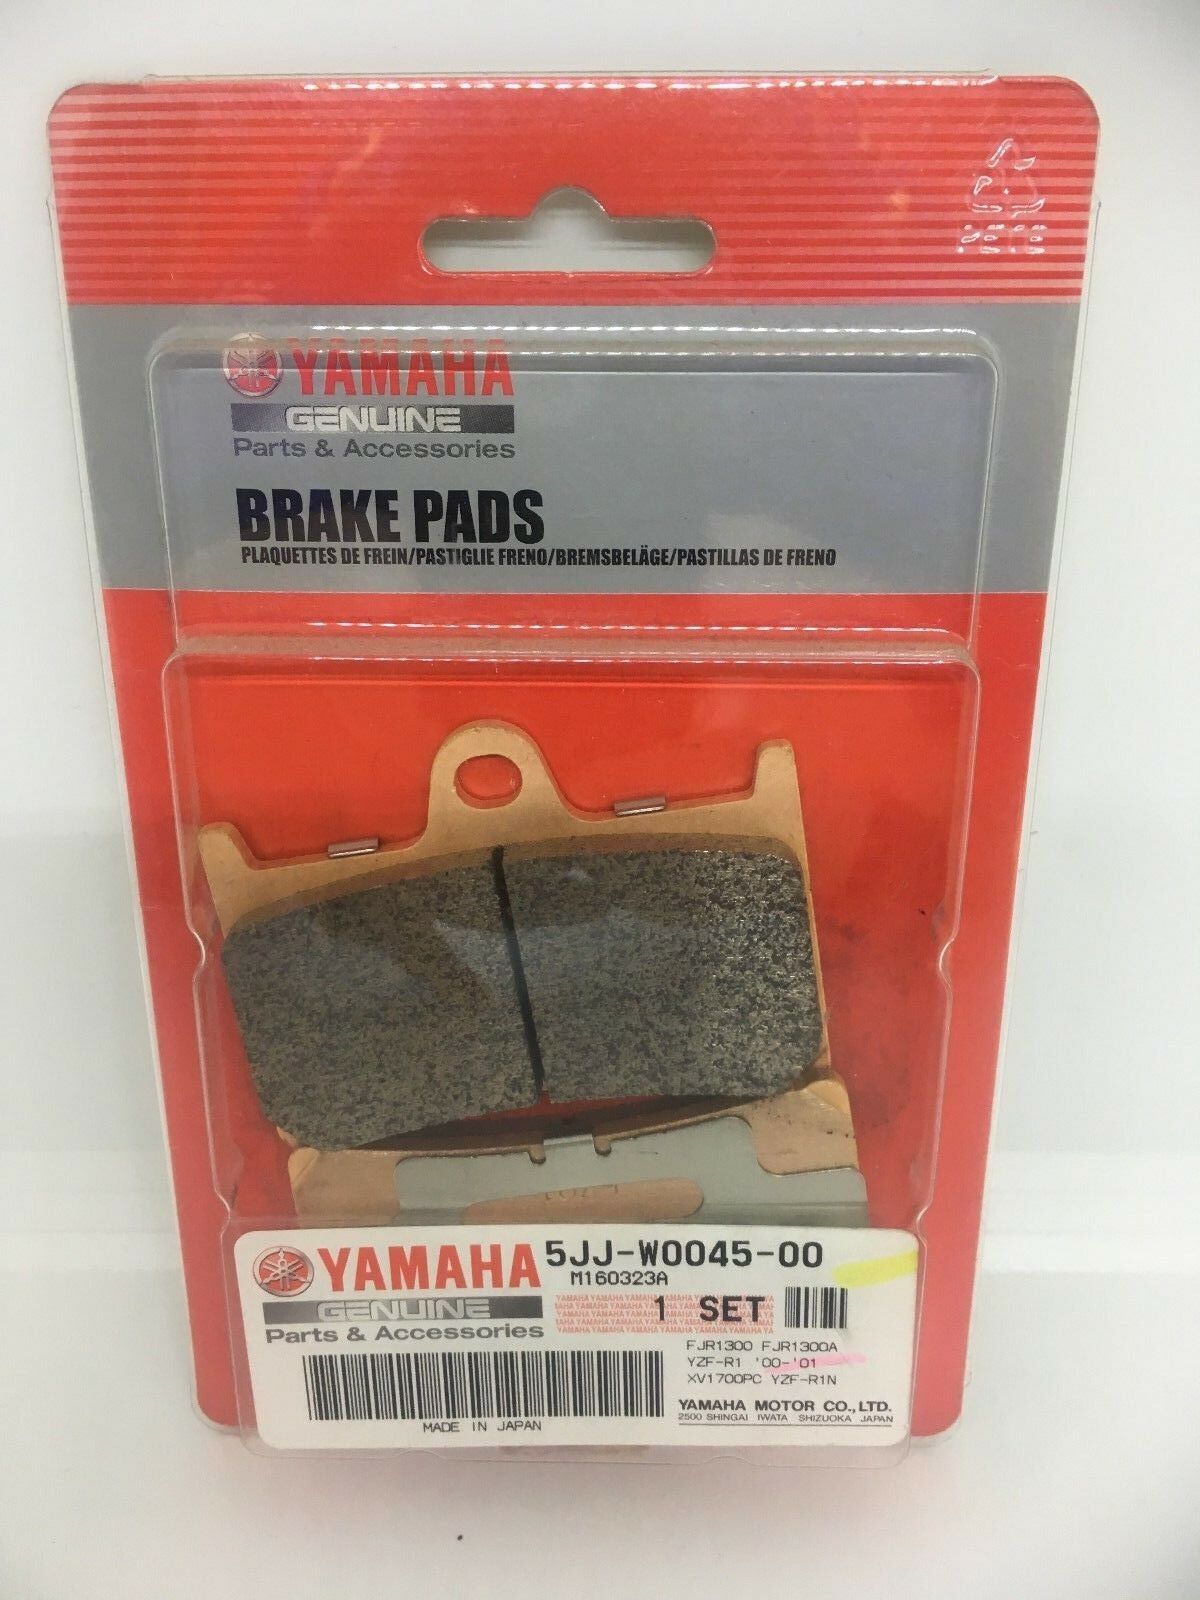 PETE
YAMAHA
GENUINE
Parts & Accessories
BRAKE PADS
PLAQUETTES DE FREIN/PASTIGLIE FRENO/BREMSBELÄGE/PASTILLAS DE FRENO
YAMAHA 5JJ-W0045-00
M160323A
GENUINE 1 SET
Parts & Accessories
FJR1300 FJR1300A
YZF-R1 '00-'01
XV1700PC YZF-R1N
YAMAHA MOTOR CO.,LTD.
2500 SHINGAI IWATA SHIZUOKA JAPAN
MADE IN JAPAN